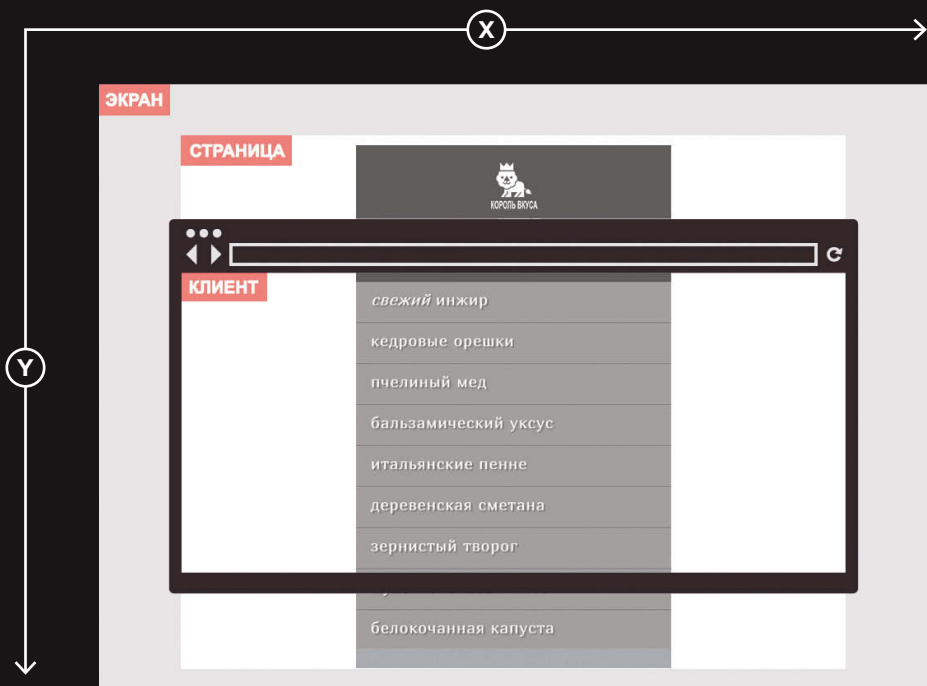 X
ЭКРАН
СТРАНИЦА
КОРОЛЬ ВКУСА
КЛИЕНТ
свежий инжир
кедровые орешки
Y
пчелиный мед
бальзамический уксус
итальянские пенне
деревенская сметана
зернистый творог
белокочанная капуста